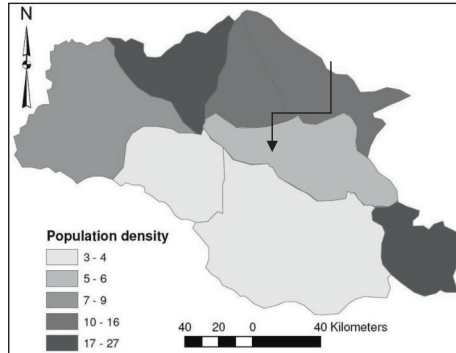 N
Population density
3 - 4
5 - 6
7 - 9
10 - 16
17 - 27
40 20 0 40 Kilometers